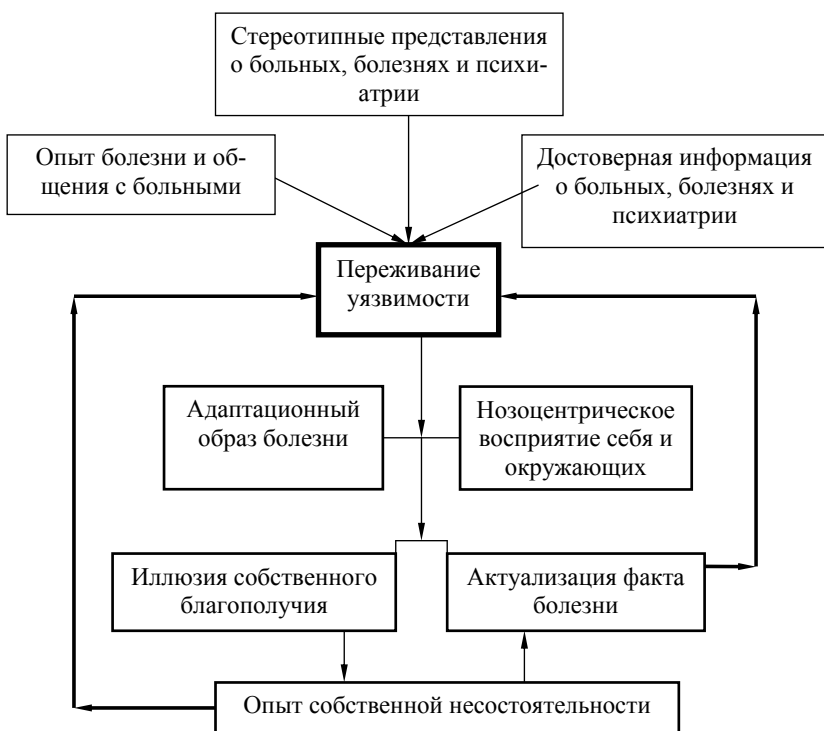 Стереотипные представления
о больных, болезнях и психи-
атрии
Опыт болезни и об-
щения с больными
Достоверная информация
о больных, болезнях и
психиатрии
Переживание
уязвимости
Адаптационный
образ болезни
Нозоцентрическое
восприятие себя и
окружающих
Иллюзия собственного
благополучия
Актуализация факта
болезни
Опыт собственной несостоятельности